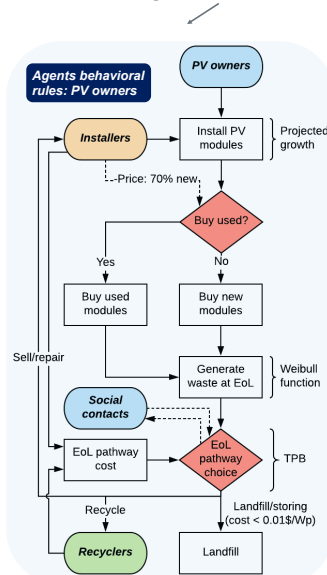 Agents behavioral
rules: PV owners
PV owners
Installers
Install PV
modules
Projected
growth
Price: 70% new
Buy used?
Yes
No
Buy used
modules
Buy new
modules
Sell/repair
Generate
waste at EoL
Weibull
function
Social
contacts
EoL pathway
cost
EoL
pathway
choice
TPB
Recycle
Landfill/storing
(cost < 0.01$/Wp)
Recyclers
Landfill